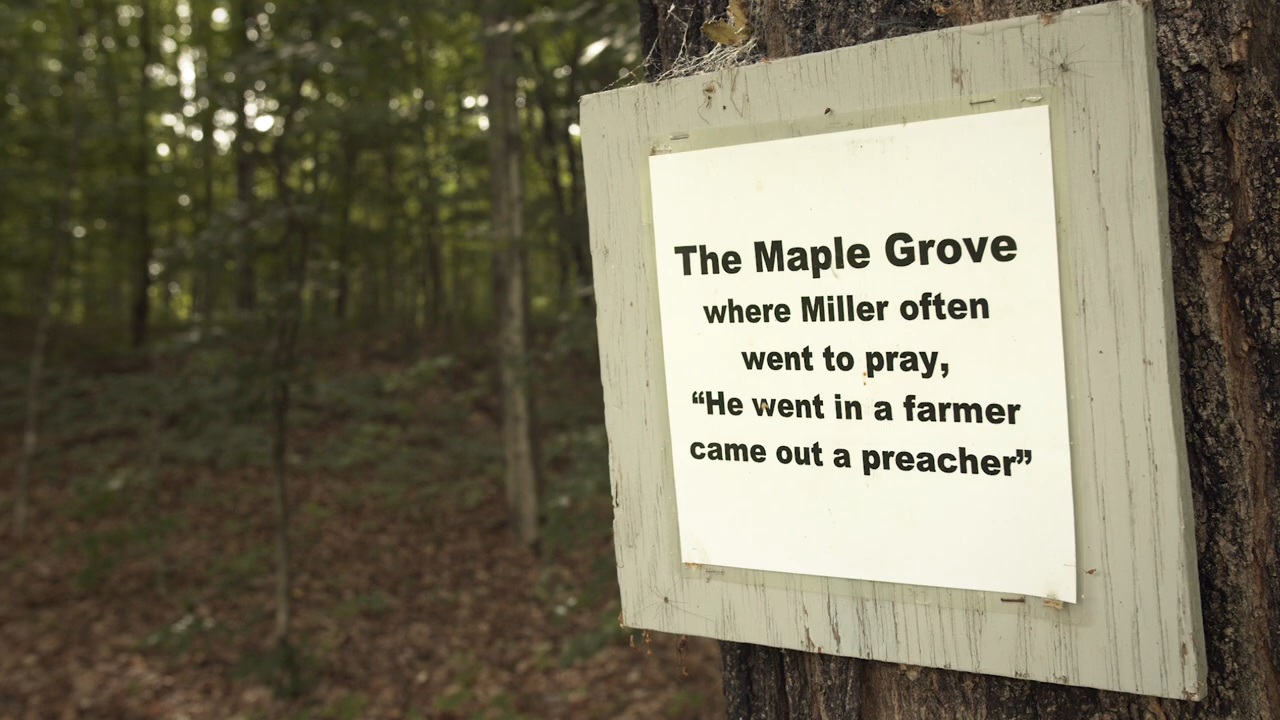 The Maple Grove
where Miller often
went to pray,
“He went in a farmer
came out a preacher”